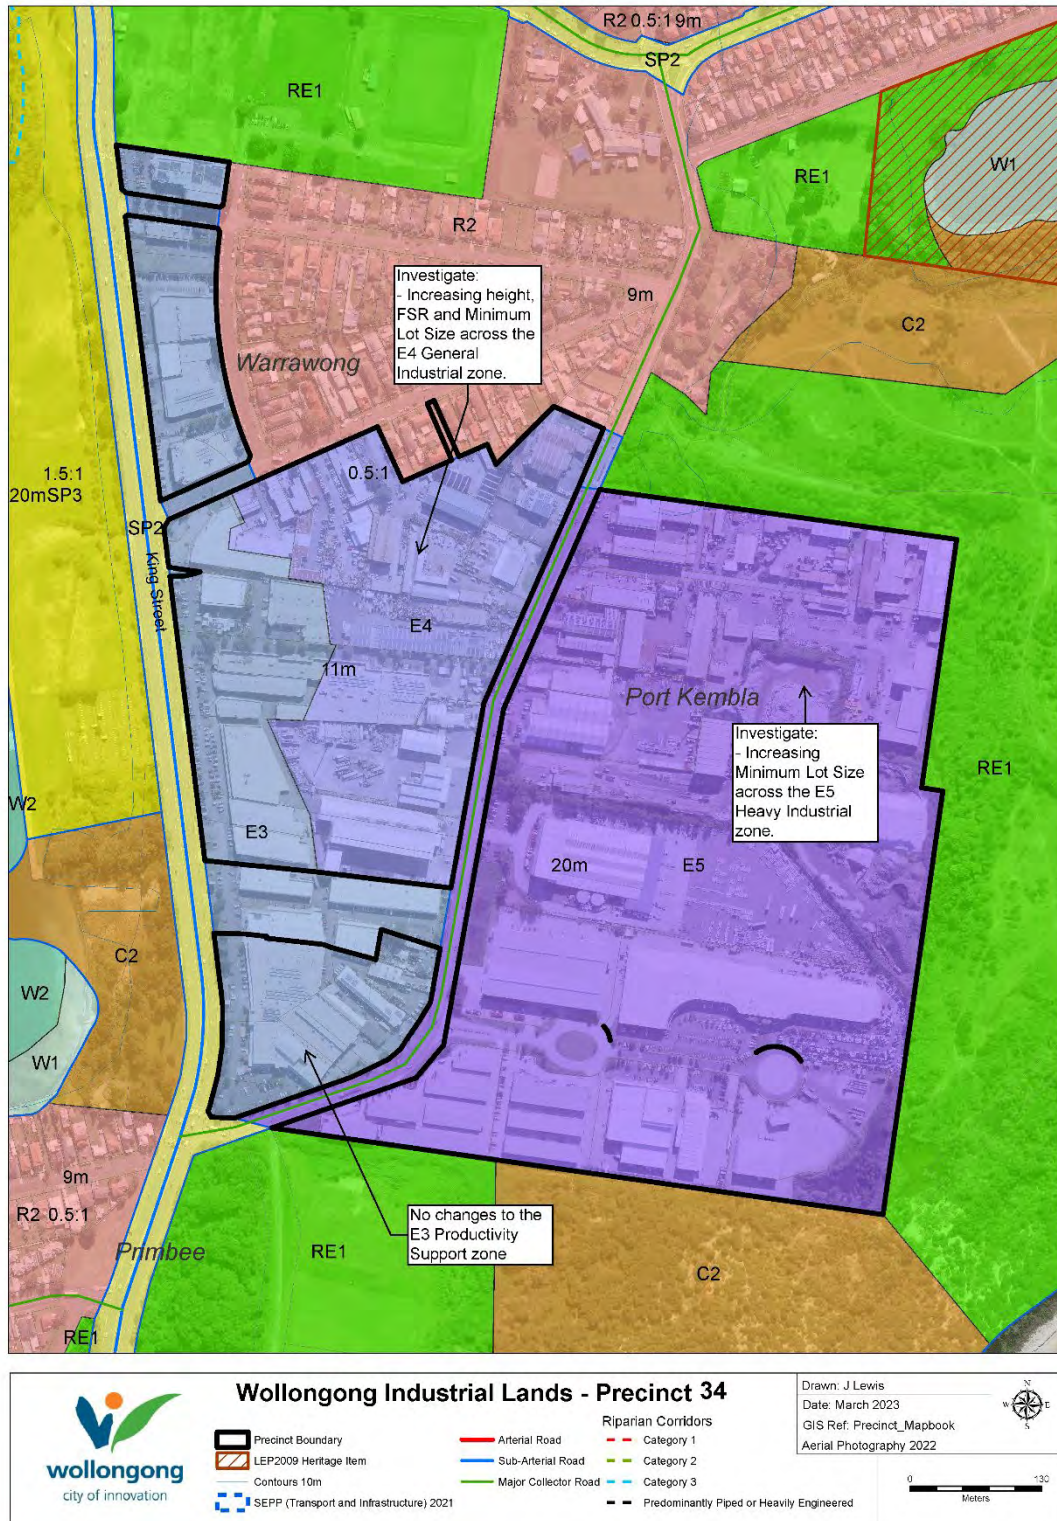 R2 0.5:1 9m
SP2
RE1
RE1
W1
R2
Investigate:
- Increasing height,
FSR and Minimum
Lot Size across the
E4 General
Industrial zone.
9m
C2
Warrawong
1.5:1
20mSP3
0.5:1
SP2
King Street
E4
11m
Port Kembla
Investigate:
- Increasing
Minimum Lot Size
across the E5
Heavy Industrial
zone.
RE1
W2
E3
20m
E5
C2
W2
W1
9m
R2 0.5:1
No changes to the
E3 Productivity
Support zone
Primbee
RE1
C2
RE1
Wollongong Industrial Lands - Precinct 34
wollongong
city of innovation
Precinct Boundary
LEP2009 Heritage Item
Contours 10m
SEPP (Transport and Infrastructure) 2021
Arterial Road
Sub-Arterial Road
Major Collector Road
Riparian Corridors
Category 1
Category 2
Category 3
Predominantly Piped or Heavily Engineered
Drawn: J Lewis
Date: March 2023
GIS Ref: Precinct_Mapbook
Aerial Photography 2022
N
W E
S
0 130
Meters